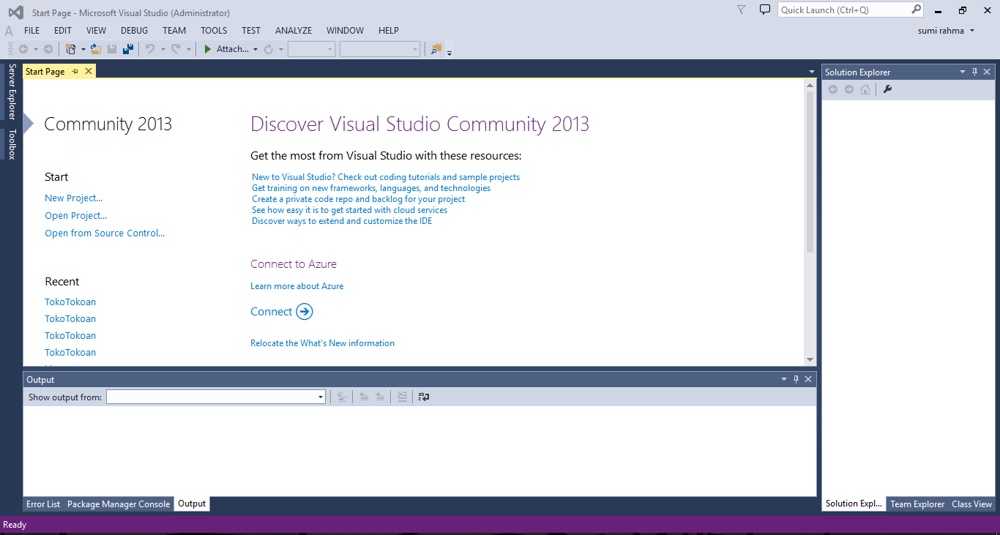 Start Page - Microsoft Visual Studio (Administrator)
Quick Launch (Ctrl+Q)
FILE EDIT VIEW DEBUG TEAM TOOLS TEST ANALYZE WINDOW HELP
sumi rahma
Attach...
Server Explorer
Toolbox
Start Page
Community 2013
Start
New Project...
Open Project...
Open from Source Control...
Recent
TokoTokoan
TokoTokoan
TokoTokoan
TokoTokoan
Discover Visual Studio Community 2013
Get the most from Visual Studio with these resources:
New to Visual Studio? Check out coding tutorials and sample projects
Get training on new frameworks, languages, and technologies
Create a private code repo and backlog for your project
See how easy it is to get started with cloud services
Discover ways to extend and customize the IDE
Connect to Azure
Learn more about Azure
Connect
Relocate the What's New information
Solution Explorer
Output
Show output from:
Error List Package Manager Console Output
Solution Expl... Team Explorer Class View
Ready